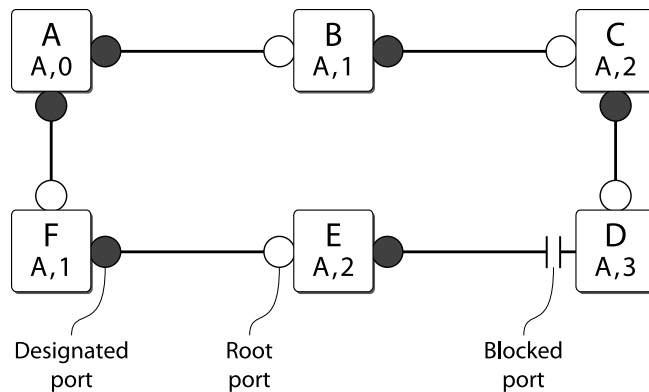 A
A,0
B
A,1
C
A,2
F
A,1
E
A,2
D
A,3
Designated
port
Root
port
Blocked
port